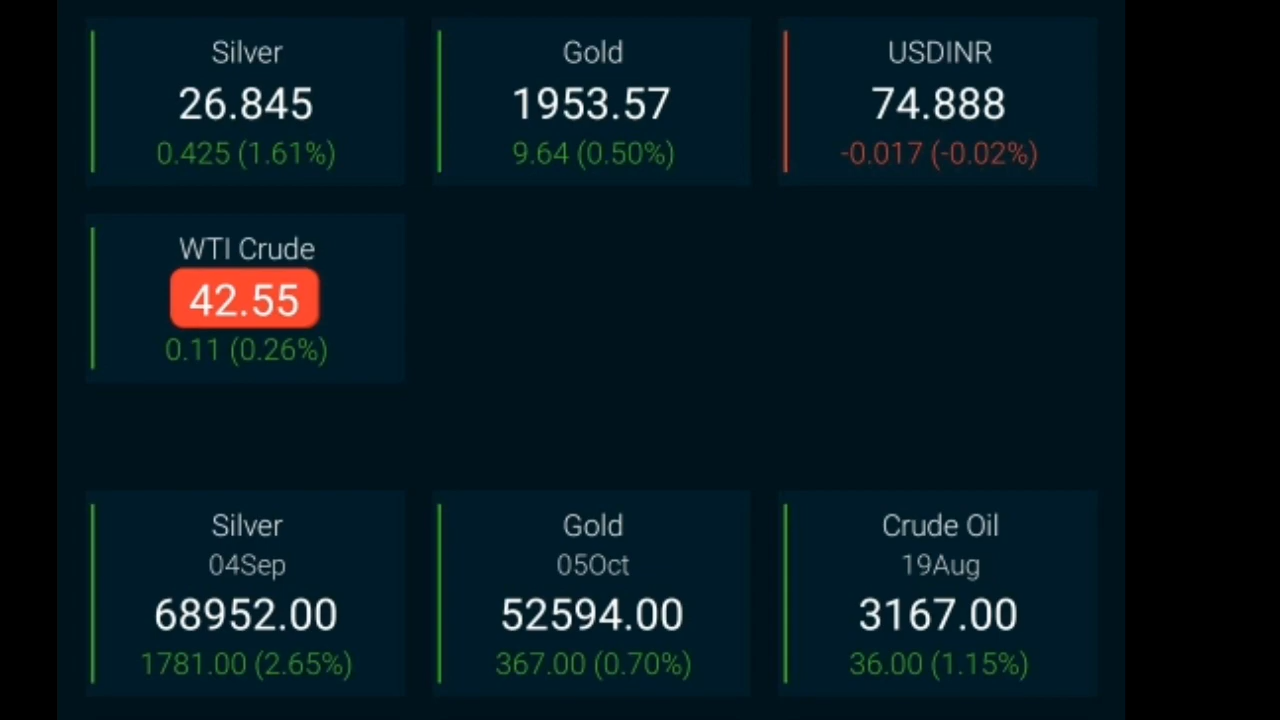 Silver
26.845
0.425 (1.61%)
Gold
1953.57
9.64 (0.50%)
USDINR
74.888
-0.017 (-0.02%)
WTI Crude
42.55
0.11 (0.26%)
Silver
04Sep
68952.00
1781.00 (2.65%)
Gold
05Oct
52594.00
367.00 (0.70%)
Crude Oil
19Aug
3167.00
36.00 (1.15%)